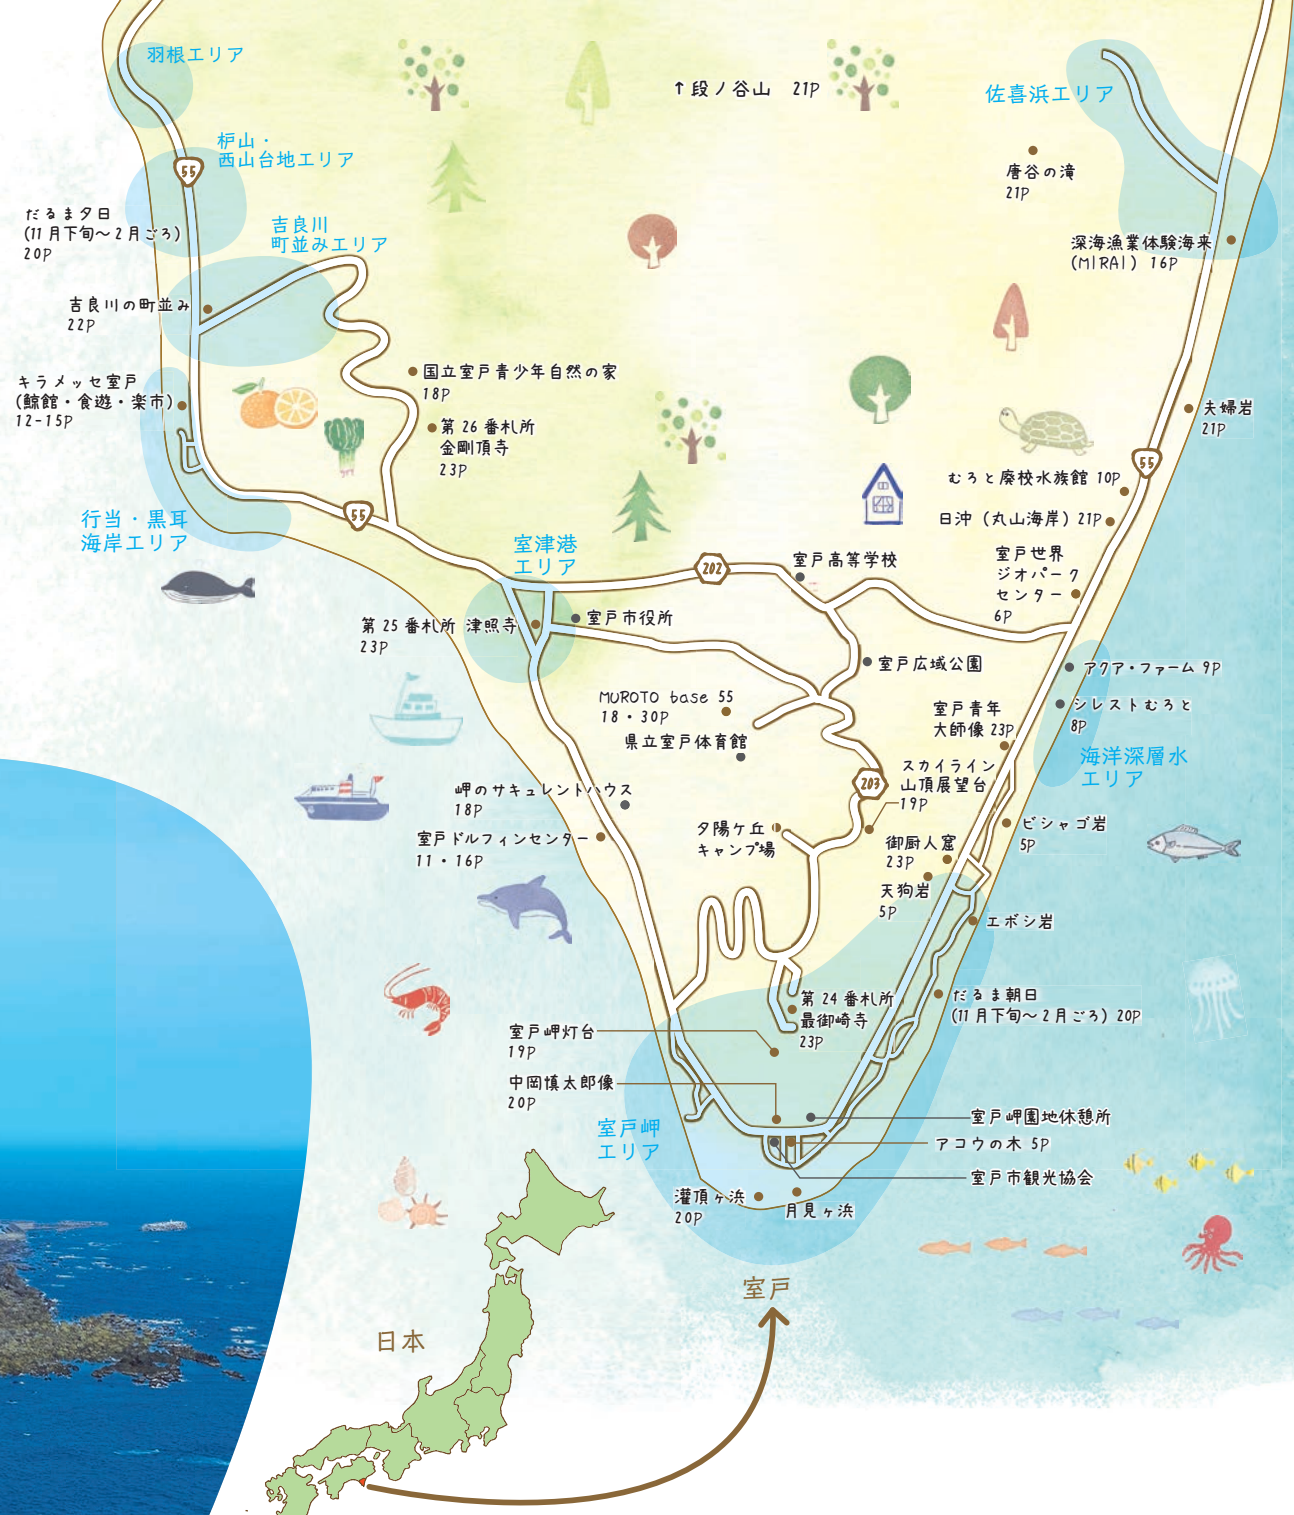 羽根エリア
↑段ノ谷山 21P
佐喜浜エリア
枦山・
西山台地エリア
55
唐谷の滝
21P
だるま夕日
(11月下旬〜2月ごろ)
20P
吉良川
町並みエリア
深海漁業体験海来
(MIRAI) 16P
吉良川の町並み
22P
キラメッセ室戸
(鯨館・食遊・楽市)
12-15P
国立室戸青少年自然の家
18P
第26番札所
金剛頂寺
23P
夫婦岩
21P
55
むろと廃校水族館 10P
日沖（丸山海岸）21P
行当・黒耳
海岸エリア
55
室津港
エリア
202
室戸高等学校
室戸世界
ジオパーク
センター
6P
第25番札所 津照寺
23P
室戸市役所
室戸広域公園
アクア・ファーム 9P
シレストむろと
8P
MUROTO base 55
18・30P
県立室戸体育館
室戸青年
大師像 23P
海洋深層水
エリア
スカイライン
山頂展望台
19P
203
岬のサキュレントハウス
18P
室戸ドルフィンセンター
11・16P
夕陽ケ丘
キャンプ場
御厨人窟
23P
ビシャゴ岩
5P
天狗岩
5P
エボシ岩
第24番札所
最御崎寺
23P
だるま朝日
(11月下旬〜2月ごろ) 20P
室戸岬灯台
19P
中岡慎太郎像
20P
室戸岬
エリア
室戸岬園地休憩所
アコウの木 5P
室戸市観光協会
灌頂ヶ浜
20P
月見ヶ浜
室戸
日本